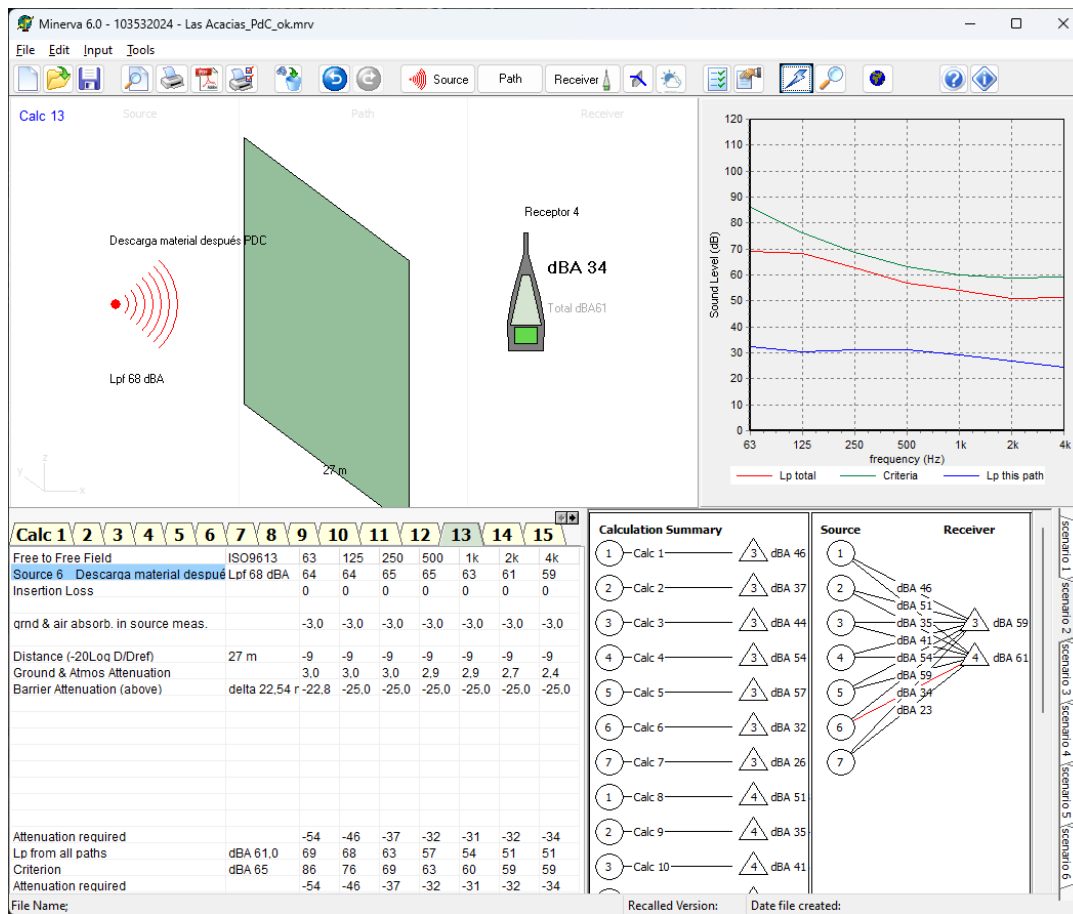 Minerva 6.0 - 103532024 - Las Acacias_PdC_ok.mrv
File Edit Input Tools
PDF Source Path Receiver
Calc 13 Source Path Receiver
Descarga material después PDC
Lpf 68 dBA
Receptor 4
dBA 34
Total dBA61
27 m
z
y
x
120
110
100
90
80
70
60
50
40
30
20
10
0
Sound Level (dB)
63 125 250 500 1k 2k 4k
frequency (Hz)
Lp total Criteria Lp this path
Calc 1 2 3 4 5 6 7 8 9 10 11 12 13 14 15
Free to Free Field ISO9613 63 125 250 500 1k 2k 4k
Source 6 Descarga material despué Lpf 68 dBA 64 64 65 65 63 61 59
Insertion Loss 0 0 0 0 0 0 0
grnd & air absorb. in source meas. -3,0 -3,0 -3,0 -3,0 -3,0 -3,0 -3,0
Distance (-20Log D/Dref) 27 m -9 -9 -9 -9 -9 -9 -9
Ground & Atmos Attenuation 3,0 3,0 3,0 2,9 2,9 2,7 2,4
Barrier Attenuation (above) delta 22,54 r -22,8 -25,0 -25,0 -25,0 -25,0 -25,0 -25,0
Attenuation required -54 -46 -37 -32 -31 -32 -34
Lp from all paths dBA 61,0 69 68 63 57 54 51 51
Criterion dBA 65 86 76 69 63 60 59 59
Attenuation required -54 -46 -37 -32 -31 -32 -34
Calculation Summary
1 Calc 1 3 dBA 46
2 Calc 2 3 dBA 37
3 Calc 3 3 dBA 44
4 Calc 4 3 dBA 54
5 Calc 5 3 dBA 57
6 Calc 6 3 dBA 32
7 Calc 7 3 dBA 26
1 Calc 8 4 dBA 51
2 Calc 9 4 dBA 35
3 Calc 10 4 dBA 41
Source Receiver
1
2
3
4
5
6
7
dBA 46
dBA 51
dBA 35
dBA 41
dBA 54
dBA 59
dBA 34
dBA 23
3 dBA 59
4 dBA 61
scenario 1
scenario 2
scenario 3
scenario 4
scenario 5
scenario 6
File Name; Recalled Version: Date file created: